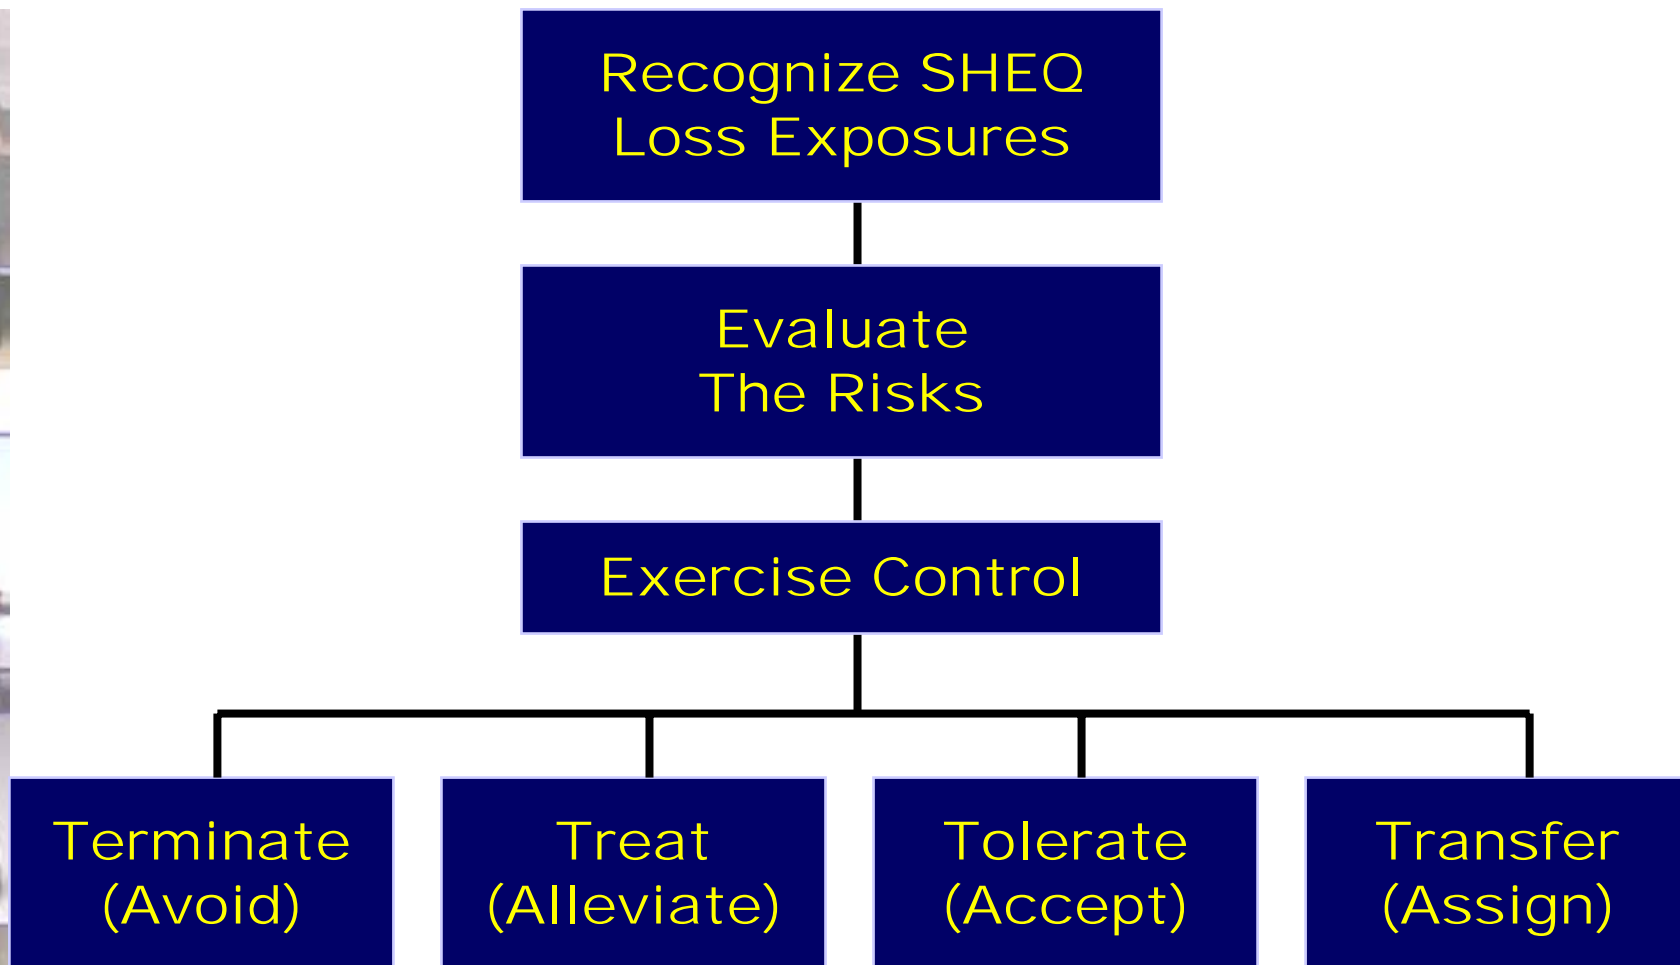 Recognize SHEQ
Loss Exposures
Evaluate
The Risks
Exercise Control
Terminate
(Avoid)
Treat
(Alleviate)
Tolerate
(Accept)
Transfer
(Assign)